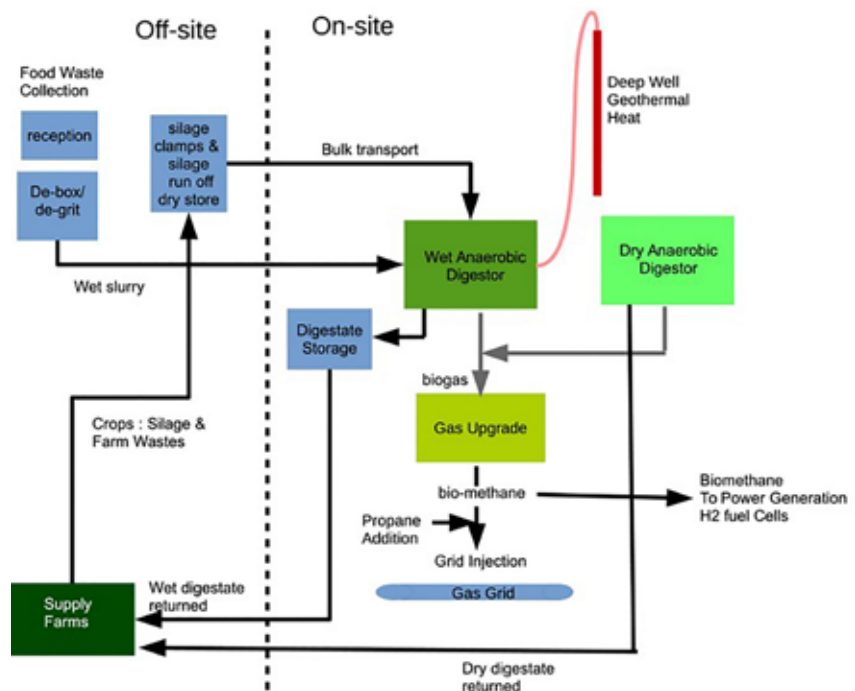 Off-site
On-site
Food Waste
Collection
reception
De-box/
de-grit
silage
clamps &
silage
run off
dry store
Bulk transport
Deep Well
Geothermal
Heat
Wet Anaerobic
Digestor
Dry Anaerobic
Digestor
Wet slurry
Digestate
Storage
biogas
Crops : Silage &
Farm Wastes
Gas Upgrade
bio-methane
Biomethane
To Power Generation
H2 fuel Cells
Propane
Addition
Grid Injection
Gas Grid
Wet digestate
returned
Supply
Farms
Dry digestate
returned